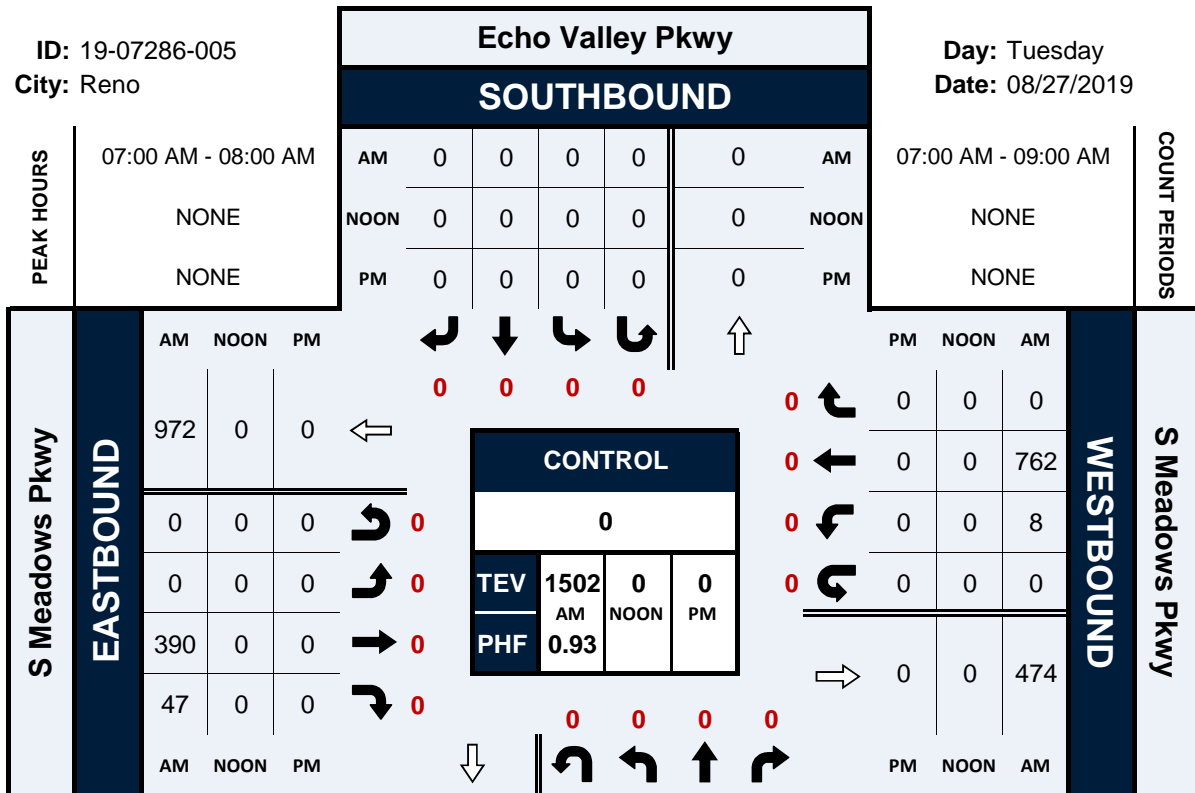 ID: 19-07286-005
City: Reno
Echo Valley Pkwy
SOUTHBOUND
Day: Tuesday
Date: 08/27/2019
PEAK HOURS
07:00 AM - 08:00 AM
NONE
NONE
AM 0 0 0 0 0 AM
NOON 0 0 0 0 0 NOON
PM 0 0 0 0 0 PM
07:00 AM - 09:00 AM
NONE
NONE
COUNT PERIODS
0 0 0 0
S Meadows Pkwy
EASTBOUND
AM NOON PM
972 0 0
0 0 0 0
0 0 0 0
390 0 0 0
47 0 0 0
AM NOON PM
CONTROL
0
TEV 1502 0 0
AM NOON PM
PHF 0.93
PM NOON AM
0 0 0 0
0 0 0 762
0 0 0 8
0 0 0 0
0 0 474
PM NOON AM
WESTBOUND
S Meadows Pkwy
0 0 0 0